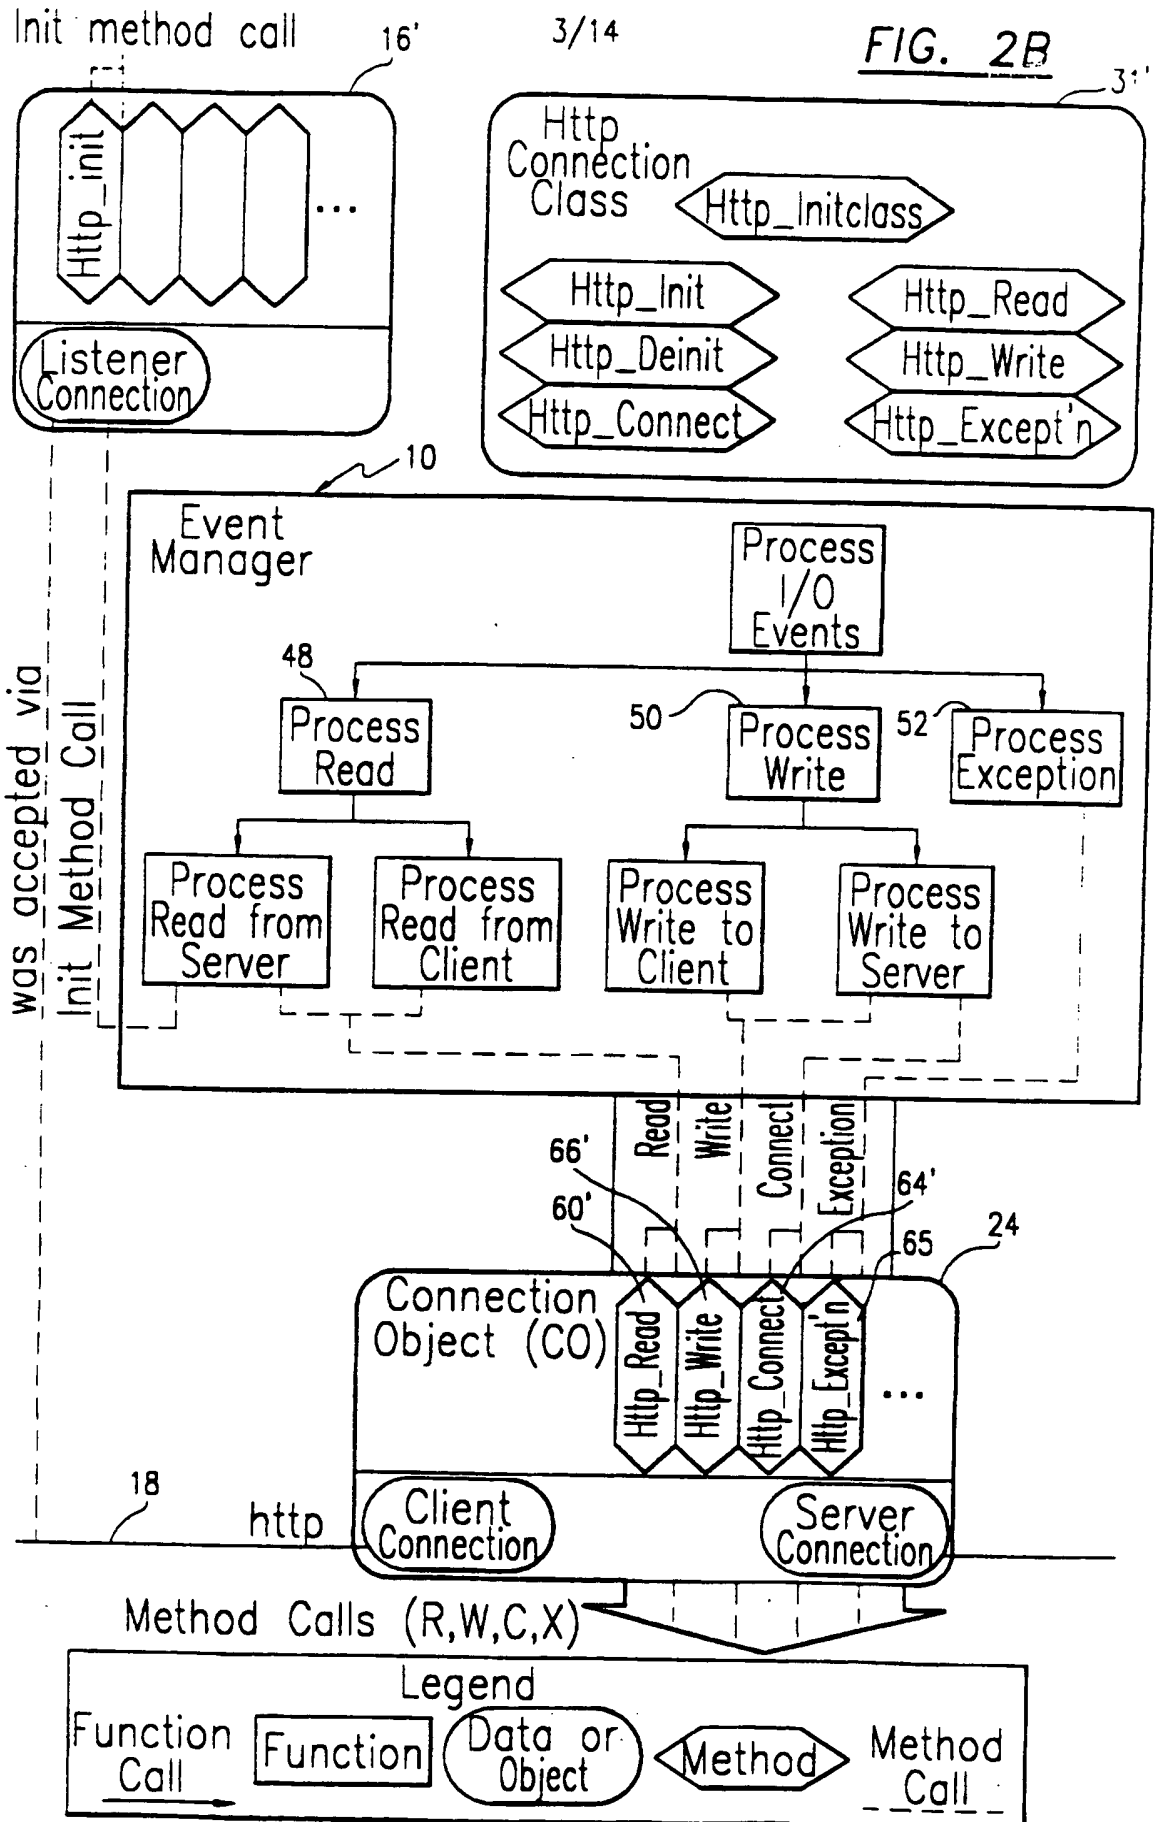 Init method call
16'
3/14
FIG. 2B
31'
Http_init
...
Listener
Connection
Http
Connection
Class
Http_Initclass
Http_Init
Http_Deinit
Http_Connect
Http_Read
Http_Write
Http_Except'n
10
Event
Manager
Process
I/O
Events
48
Process
Read
50
Process
Write
52
Process
Exception
Process
Read from
Server
Process
Read from
Client
Process
Write to
Client
Process
Write to
Server
was accepted via
Init Method Call
Read
Write
Connect
Exception
66'
60'
64'
65
24
Connection
Object (CO)
Http_Read
Http_Write
Http_Connect
Http_Except'n
...
18
http
Client
Connection
Server
Connection
Method Calls (R,W,C,X)
Legend
Function
Call
Function
Data or
Object
Method
Method
Call